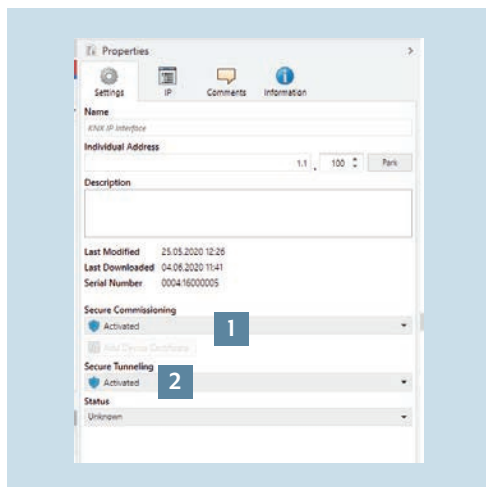 Properties
Settings IP Comments Information
Name
KNX IP Interface
Individual Address
1.1 . 100 Park
Description
Last Modified 25.05.2020 12:26
Last Downloaded 04.06.2020 11:41
Serial Number 0004:16000005
Secure Commissioning
Activated 1
Add Device Certificate
Secure Tunneling
Activated 2
Status
Unknown